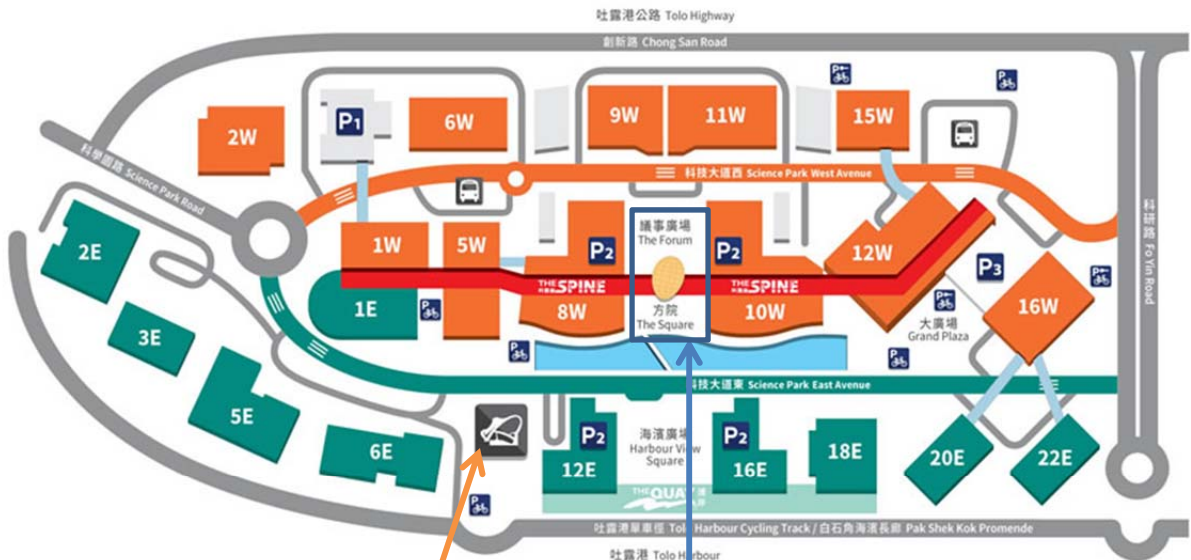 吐露港公路 Tolo Highway
創新路 Chong San Road
科學園路 Science Park Road
科研路 Fo Yin Road
2W
P1
6W
9W
11W
15W
P
P
科技大道西 Science Park West Avenue
2E
1W
5W
P2
議事廣場
The Forum
P2
12W
P3
P
THE SPINE
THE SPINE
1E
P
8W
方院
The Square
10W
P
大廣場
Grand Plaza
16W
3E
P
P
科技大道東 Science Park East Avenue
5E
6E
P2
海濱廣場
Harbour View
Square
P2
12E
16E
18E
20E
22E
THE QUAY
P
吐露港單車徑 Tolo Harbour Cycling Track / 白石角海濱長廊 Pak Shek Kok Promende
吐露港 Tolo Harbour